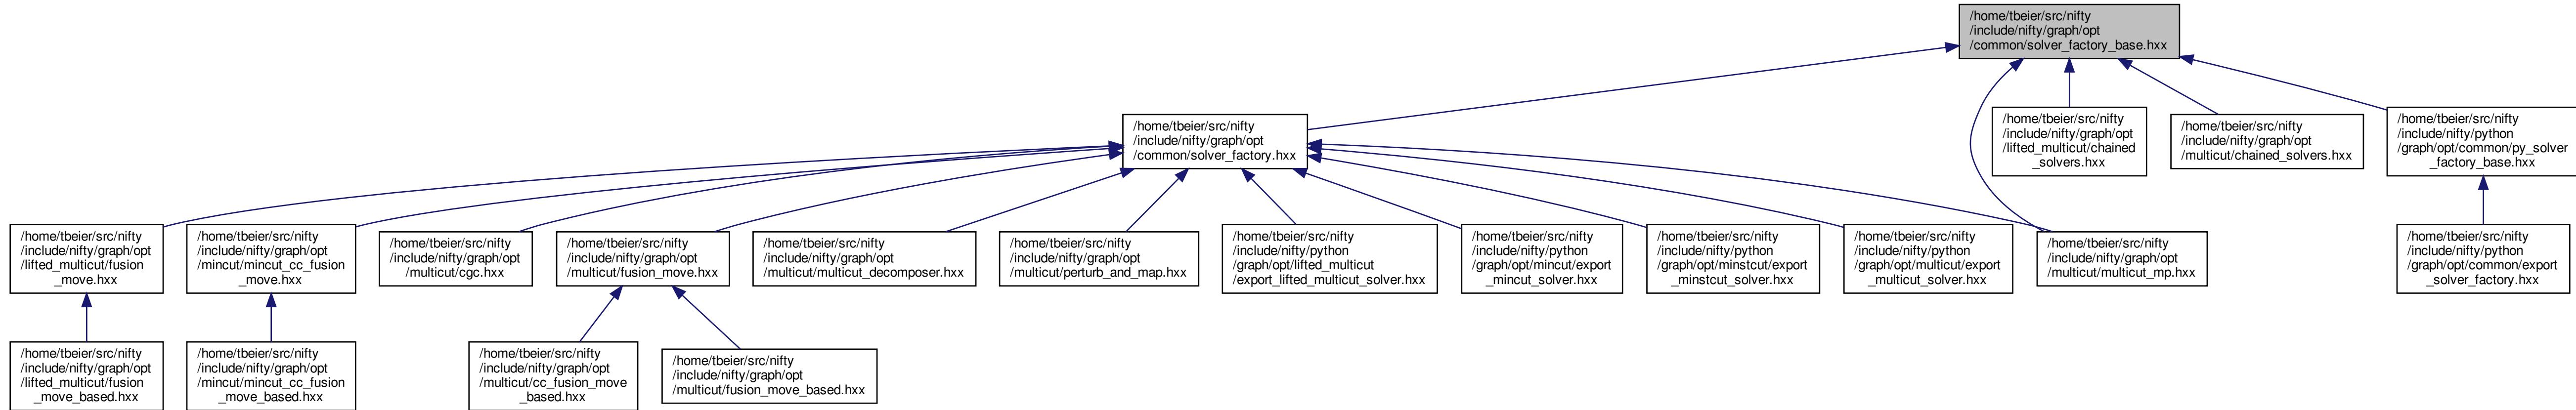 /home/tbeier/src/nifty
/include/nifty/graph/opt
/common/solver_factory_base.hxx
/home/tbeier/src/nifty
/include/nifty/graph/opt
/common/solver_factory.hxx
/home/tbeier/src/nifty
/include/nifty/graph/opt
/lifted_multicut/chained
_solvers.hxx
/home/tbeier/src/nifty
/include/nifty/graph/opt
/multicut/chained_solvers.hxx
/home/tbeier/src/nifty
/include/nifty/python
/graph/opt/common/py_solver
_factory_base.hxx
/home/tbeier/src/nifty
/include/nifty/graph/opt
/lifted_multicut/fusion
_move.hxx
/home/tbeier/src/nifty
/include/nifty/graph/opt
/mincut/mincut_cc_fusion
_move.hxx
/home/tbeier/src/nifty
/include/nifty/graph/opt
/multicut/cgc.hxx
/home/tbeier/src/nifty
/include/nifty/graph/opt
/multicut/fusion_move.hxx
/home/tbeier/src/nifty
/include/nifty/graph/opt
/multicut/multicut_decomposer.hxx
/home/tbeier/src/nifty
/include/nifty/graph/opt
/multicut/perturb_and_map.hxx
/home/tbeier/src/nifty
/include/nifty/python
/graph/opt/lifted_multicut
/export_lifted_multicut_solver.hxx
/home/tbeier/src/nifty
/include/nifty/python
/graph/opt/mincut/export
_mincut_solver.hxx
/home/tbeier/src/nifty
/include/nifty/python
/graph/opt/minstcut/export
_minstcut_solver.hxx
/home/tbeier/src/nifty
/include/nifty/python
/graph/opt/multicut/export
_multicut_solver.hxx
/home/tbeier/src/nifty
/include/nifty/graph/opt
/multicut/multicut_mp.hxx
/home/tbeier/src/nifty
/include/nifty/python
/graph/opt/common/export
_solver_factory.hxx
/home/tbeier/src/nifty
/include/nifty/graph/opt
/lifted_multicut/fusion
_move_based.hxx
/home/tbeier/src/nifty
/include/nifty/graph/opt
/mincut/mincut_cc_fusion
_move_based.hxx
/home/tbeier/src/nifty
/include/nifty/graph/opt
/multicut/cc_fusion_move
_based.hxx
/home/tbeier/src/nifty
/include/nifty/graph/opt
/multicut/fusion_move_based.hxx